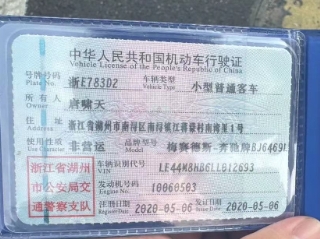 中华人民共和国机动车行驶证
Vehicle License of the People's Republic of China
号牌号码 浙E783D2 车辆类型 小型普通客车
Plate No. Vehicle Type
所有人 唐啸天
Owner
住址 浙江省湖州市南浔区南浔镇江蒋漾村南埭圩1号
Address
使用性质 非营运 品牌型号 梅赛德斯-奔驰牌BJ6469
Use Character Model
浙江省湖州
市公安局交
通警察支队
车辆识别代号 LE44M8HB6LL012693
VIN
发动机号码 10060503
Engine No.
注册日期 2020-05-06 发证日期 2020-05-06
Register Date Issue Date